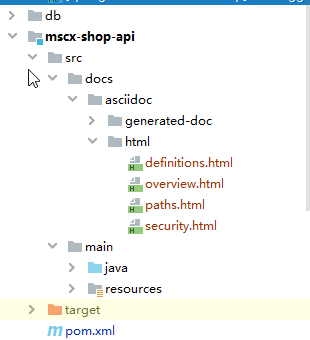 db
mscx-shop-api
src
docs
asciidoc
generated-doc
html
definitions.html
overview.html
paths.html
security.html
main
java
resources
target
pom.xml